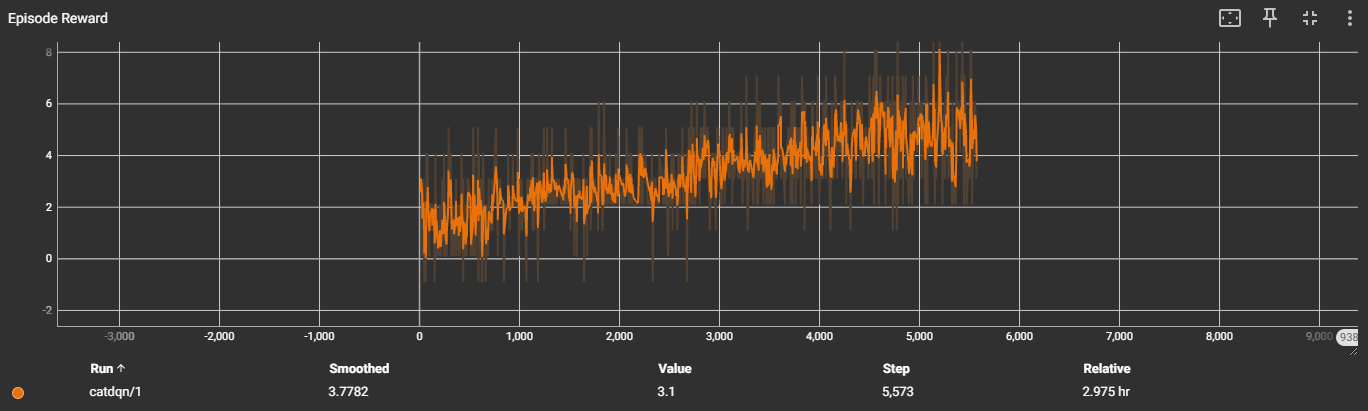 Episode Reward
8
6
4
2
0
-2
-3,000 -2,000 -1,000 0 1,000 2,000 3,000 4,000 5,000 6,000 7,000 8,000 9,000 938
Run ↑ Smoothed Value Step Relative
catdqn/1 3.7782 3.1 5,573 2.975 hr